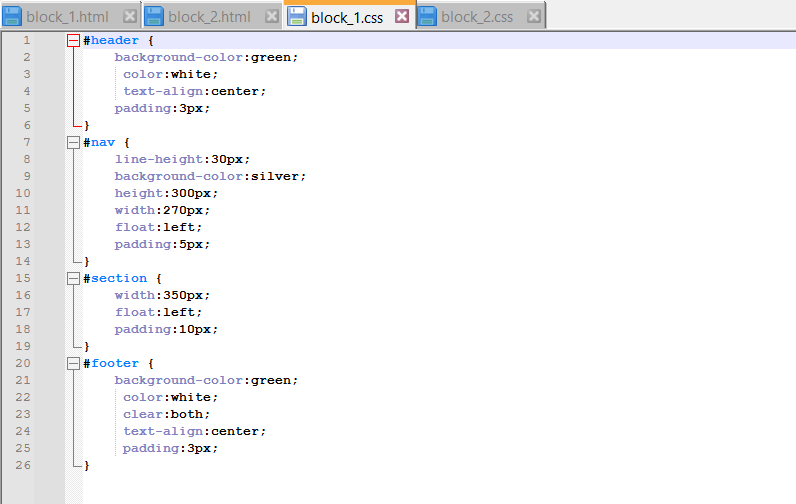 block_1.html block_2.html block_1.css block_2.css
1 #header {
2 background-color:green;
3 color:white;
4 text-align:center;
5 padding:3px;
6 }
7 #nav {
8 line-height:30px;
9 background-color:silver;
10 height:300px;
11 width:270px;
12 float:left;
13 padding:5px;
14 }
15 #section {
16 width:350px;
17 float:left;
18 padding:10px;
19 }
20 #footer {
21 background-color:green;
22 color:white;
23 clear:both;
24 text-align:center;
25 padding:3px;
26 }